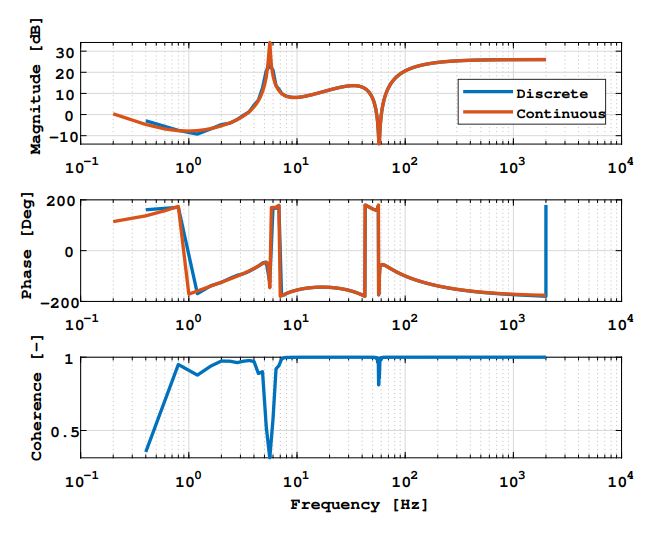 Magnitude [dB]
30
20
10
0
-10
Discrete
Continuous
10^-1 10^0 10^1 10^2 10^3 10^4
Phase [Deg]
200
0
-200
10^-1 10^0 10^1 10^2 10^3 10^4
Coherence [-]
1
0.5
10^-1 10^0 10^1 10^2 10^3 10^4
Frequency [Hz]